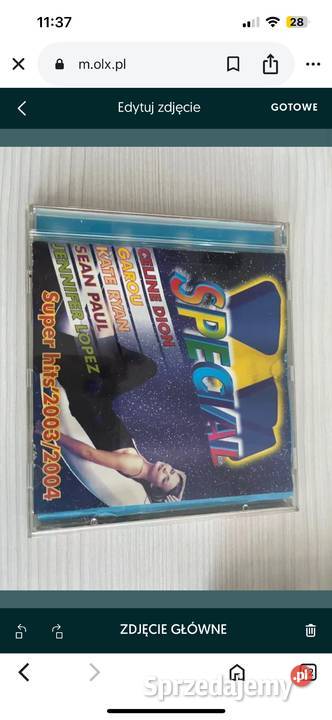 11:37
28
m.olx.pl
Edytuj zdjęcie
GOTOWE
CELINE DION
GAROU
KATE RYAN
SEAN PAUL
JENNIFER LOPEZ
SPECIAL
Super hits 2003/2004
ZDJĘCIE GŁÓWNE
Sprzedajemy
.pl